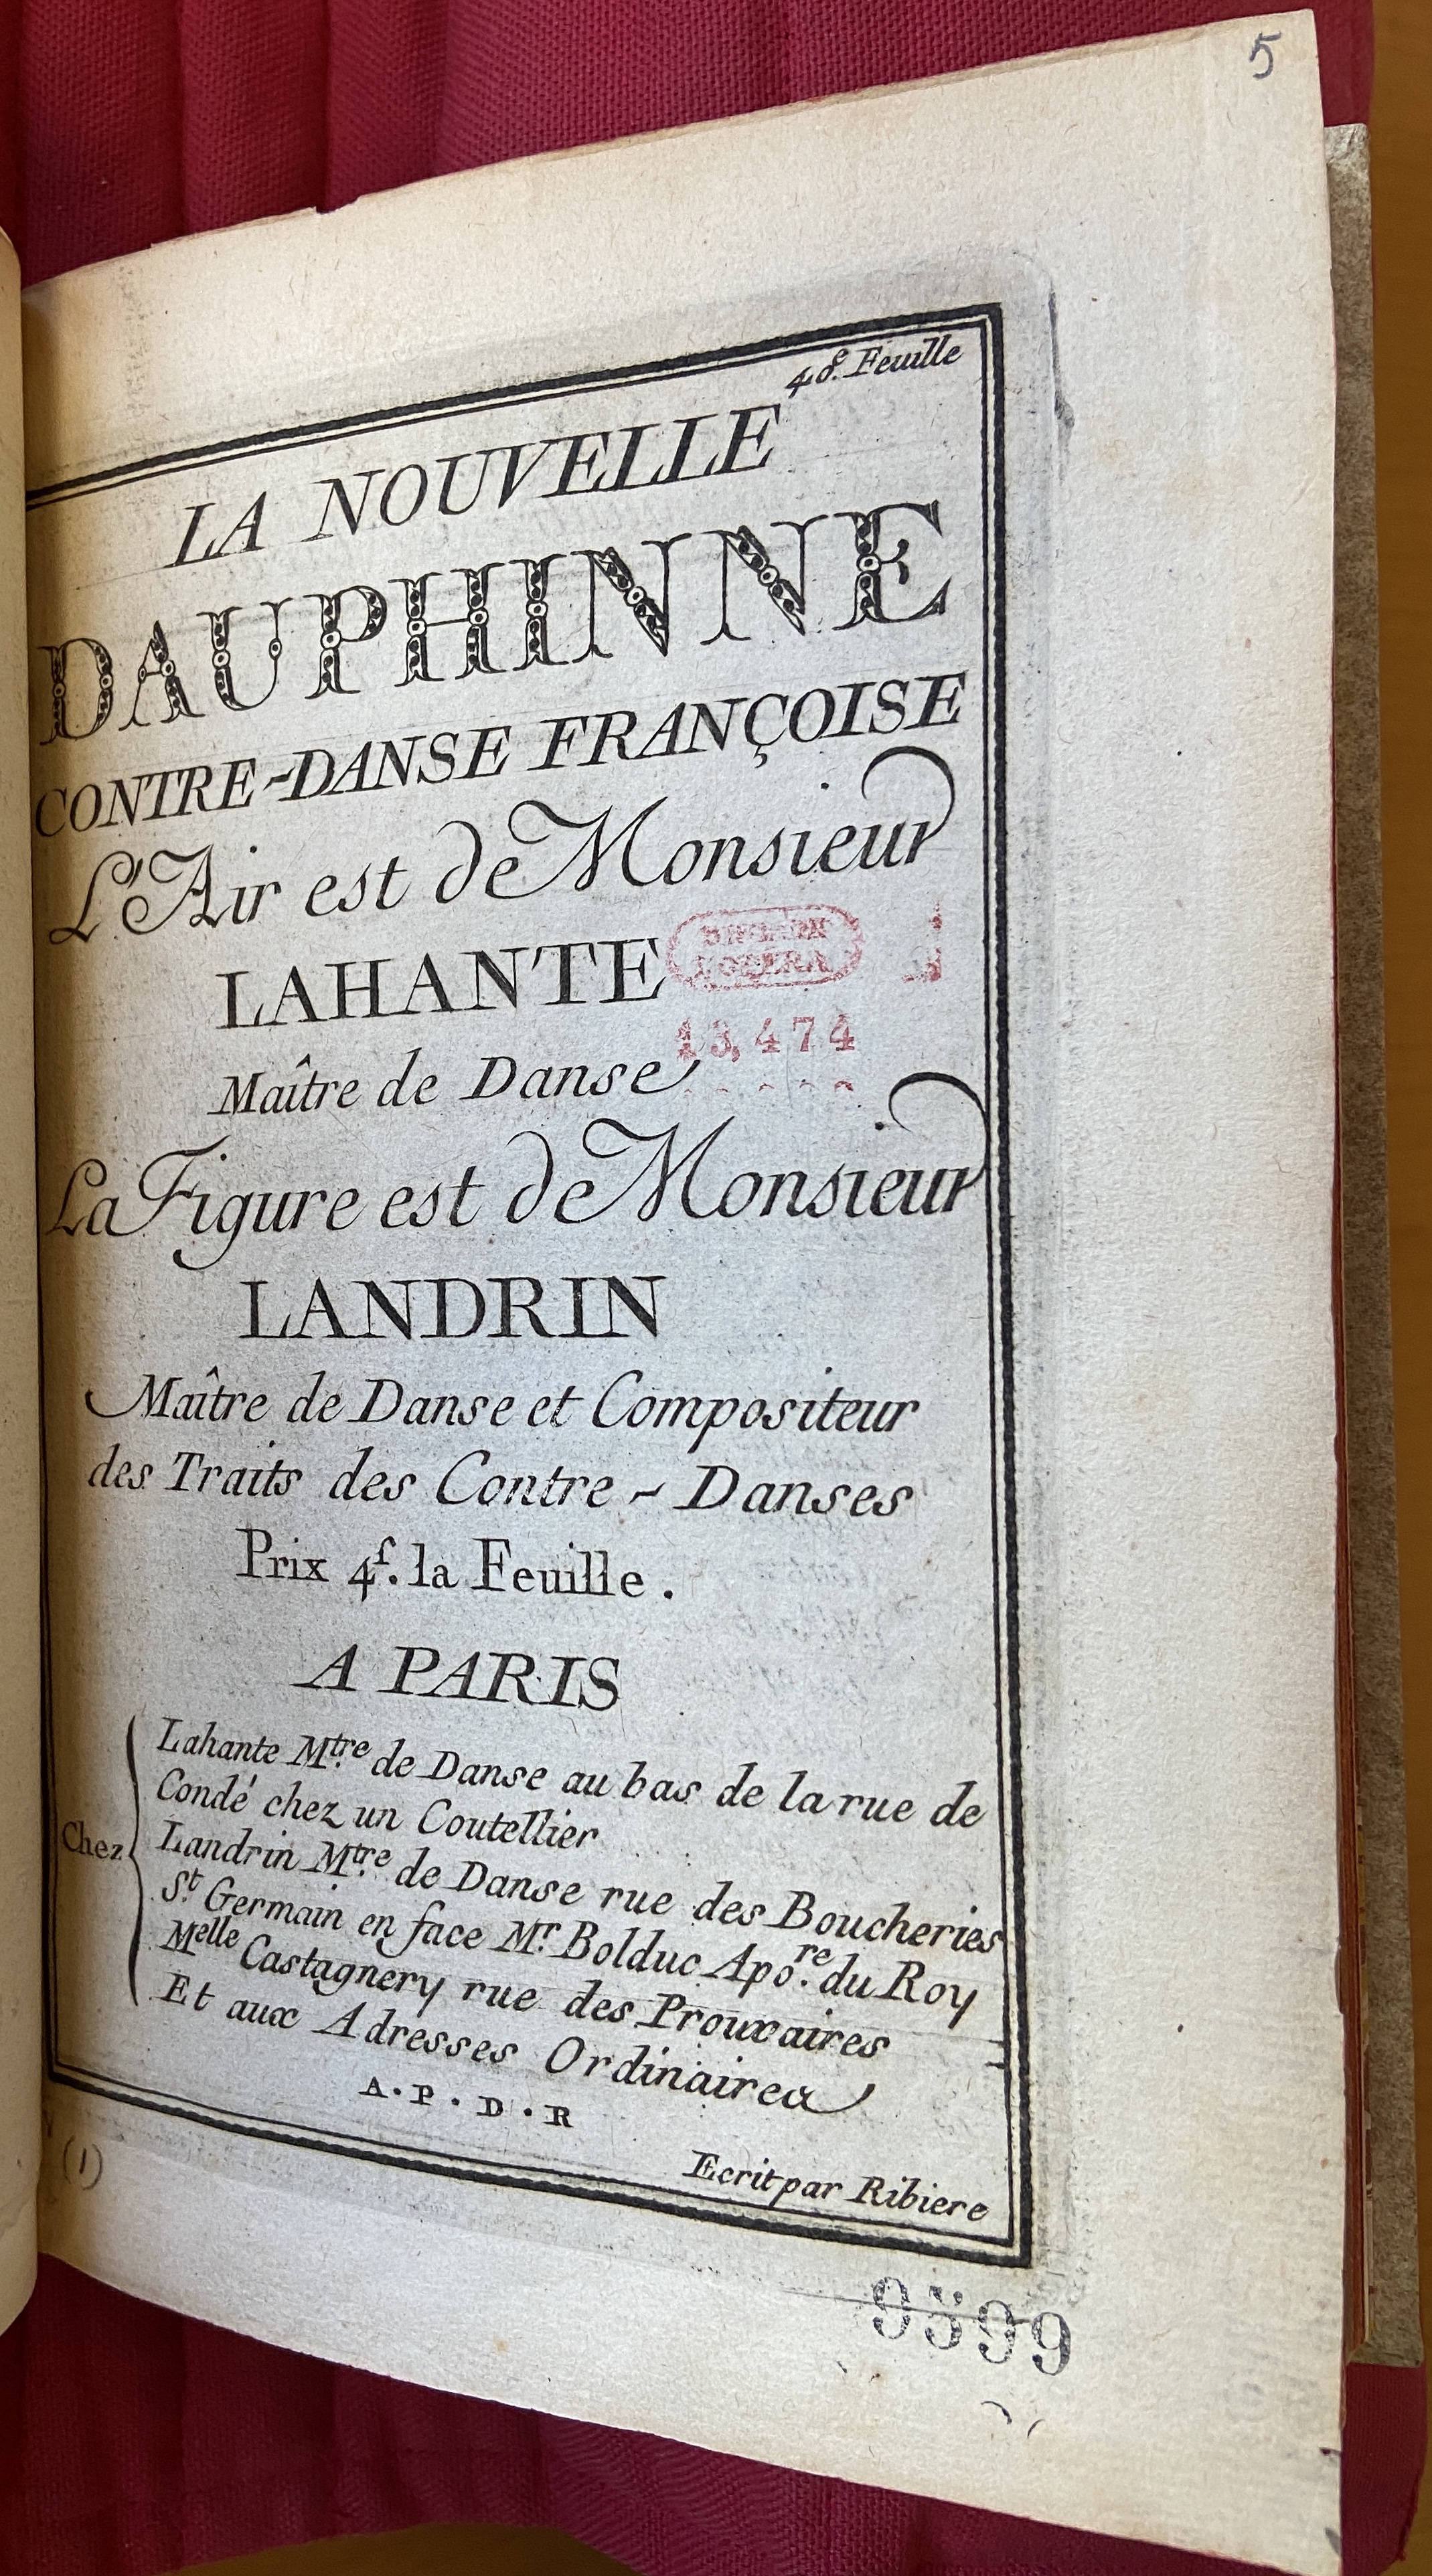 5
48.e Feuille
LA NOUVELLE
DAUPHINNE
CONTRE-DANSE FRANÇOISE
L'Air est de Monsieur
LAHANTE
13,474
Maître de Danse
La Figure est de Monsieur
LANDRIN
Maître de Danse et Compositeur
des Traits des Contre-Danses
Prix 4.f la Feuille.
A PARIS
Chez
Lahante M.tre de Danse au bas de la rue de
Condé chez un Coutellier
Landrin M.tre de Danse rue des Boucheries
S.t Germain en face M.r Bolduc Apo.re du Roy
Melle Castagnery rue des Prouvaires
Et aux Adresses Ordinaires
A.P.D.R
Ecrit par Ribiere
(1)
9599